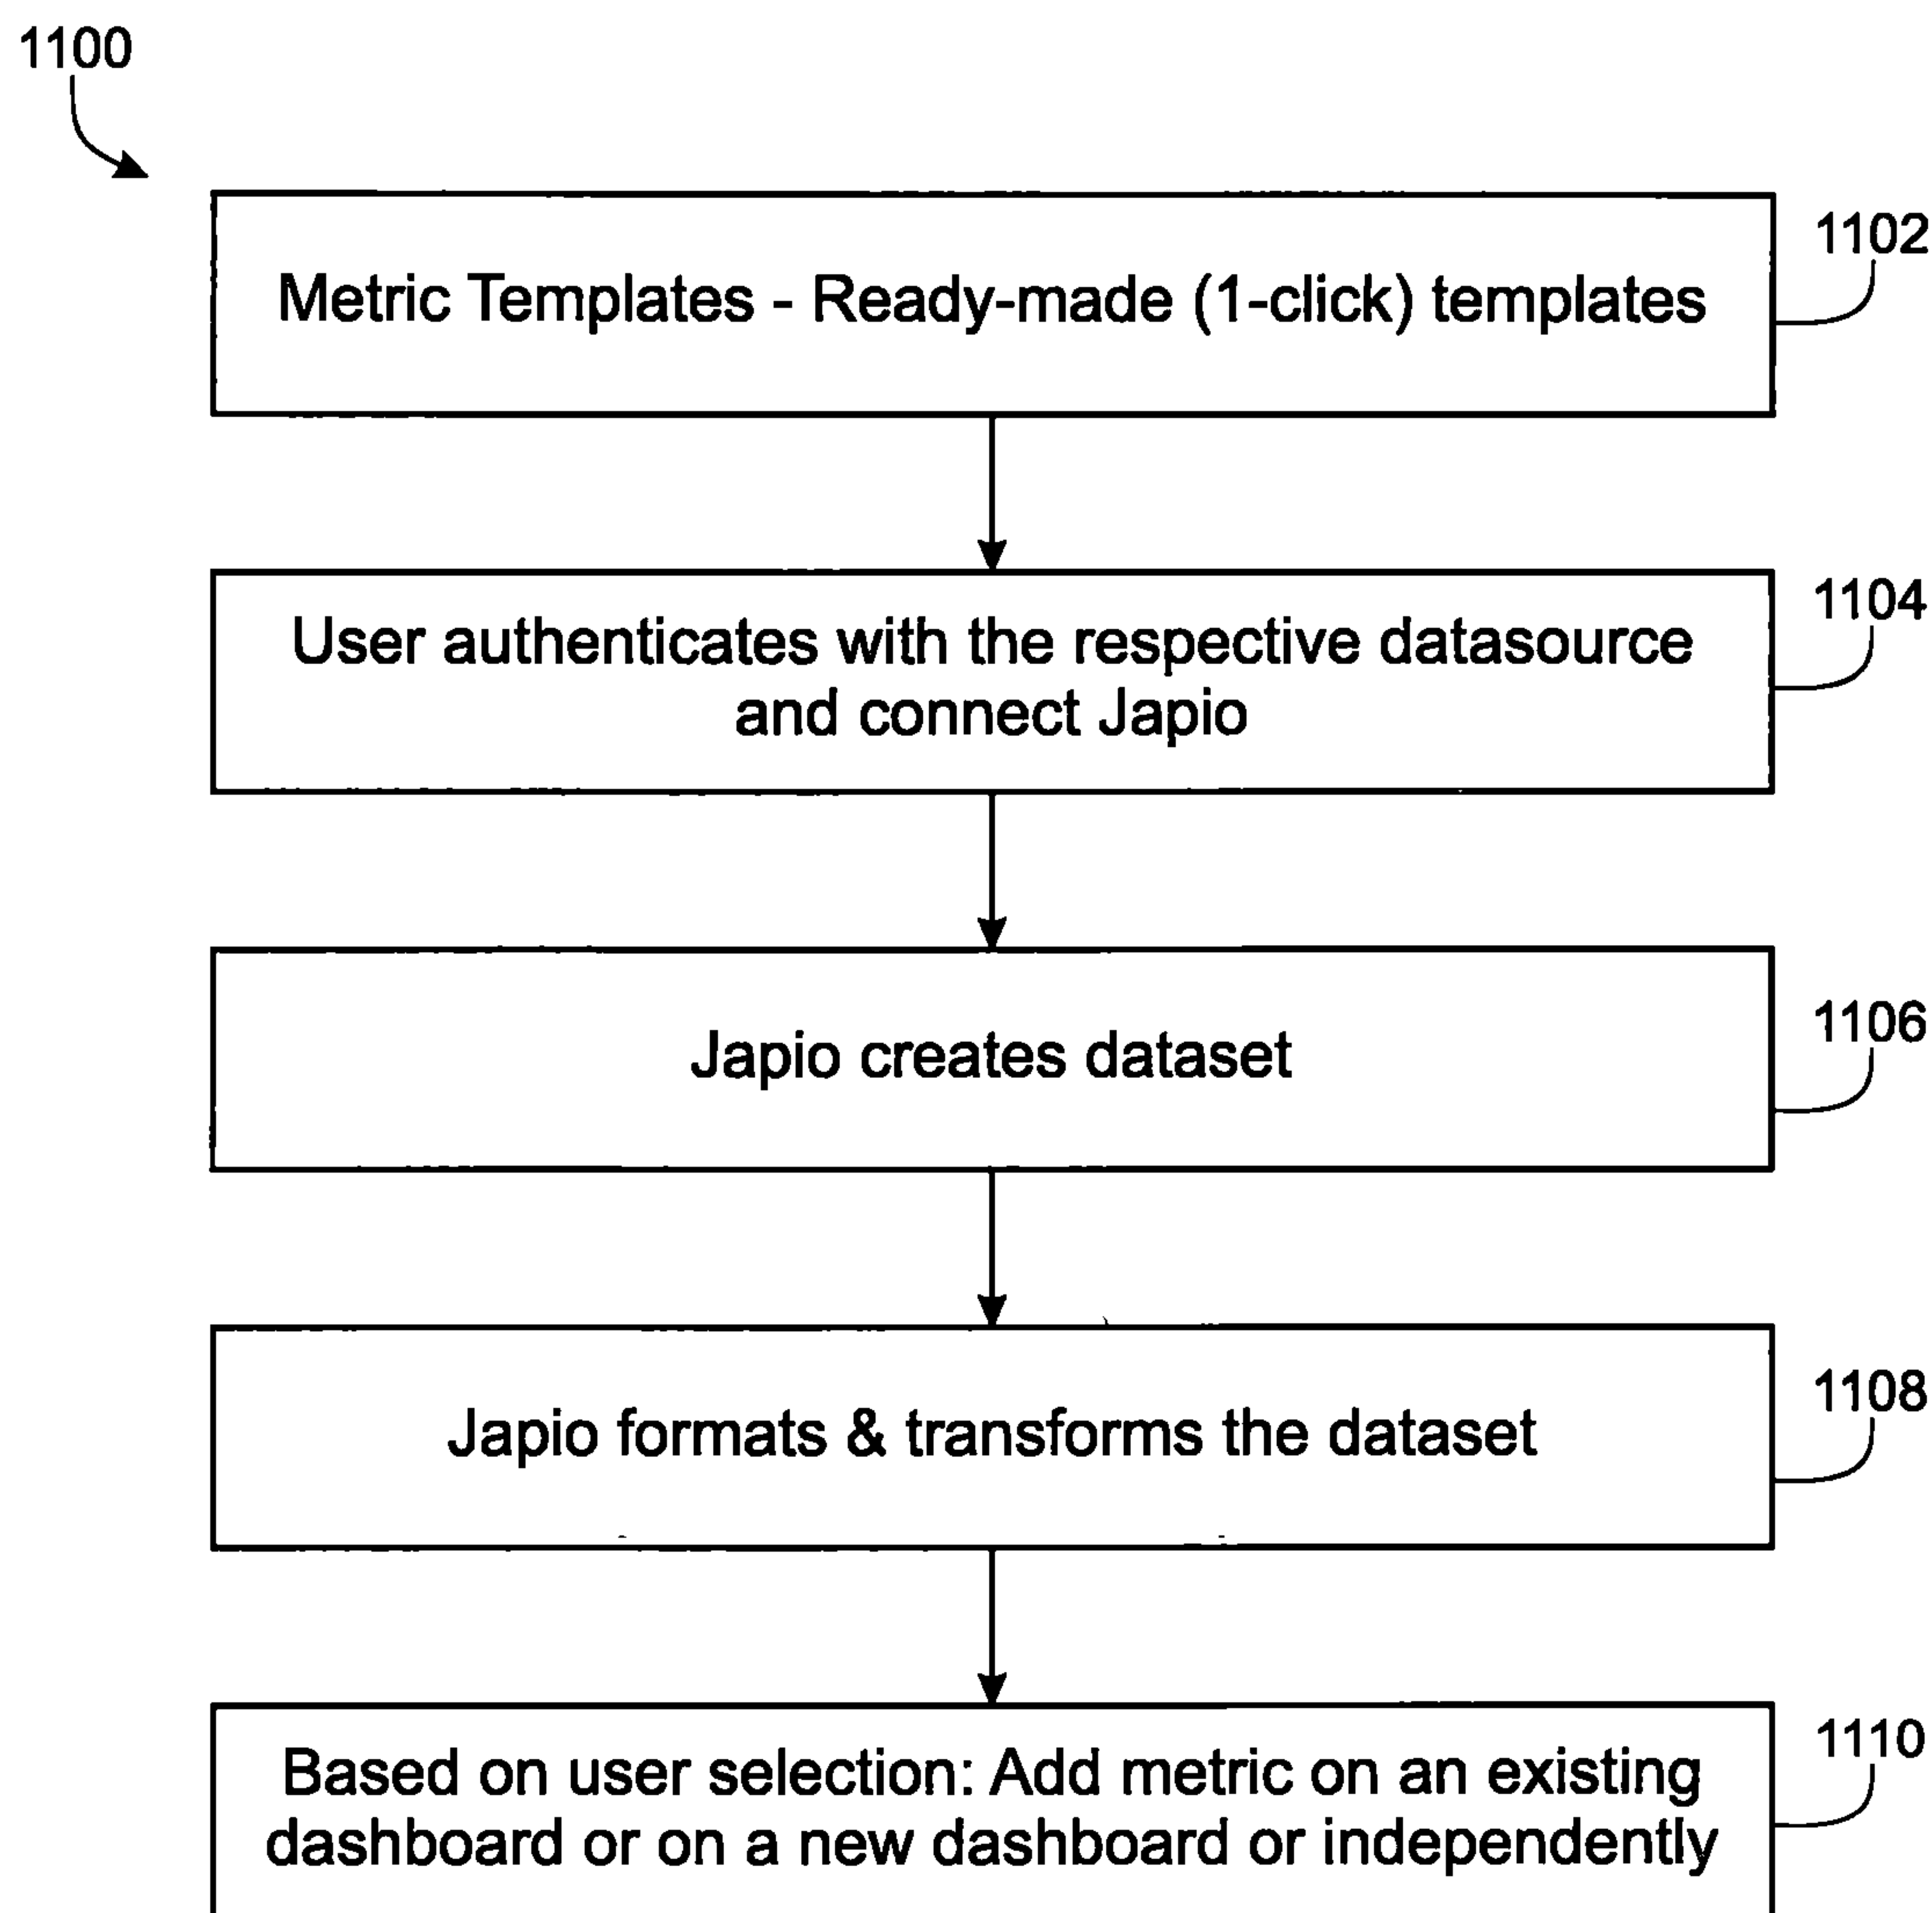 1100
1102
Metric Templates - Ready-made (1-click) templates
1104
User authenticates with the respective datasource
and connect Japio
1106
Japio creates dataset
1108
Japio formats & transforms the dataset
1110
Based on user selection: Add metric on an existing
dashboard or on a new dashboard or independently